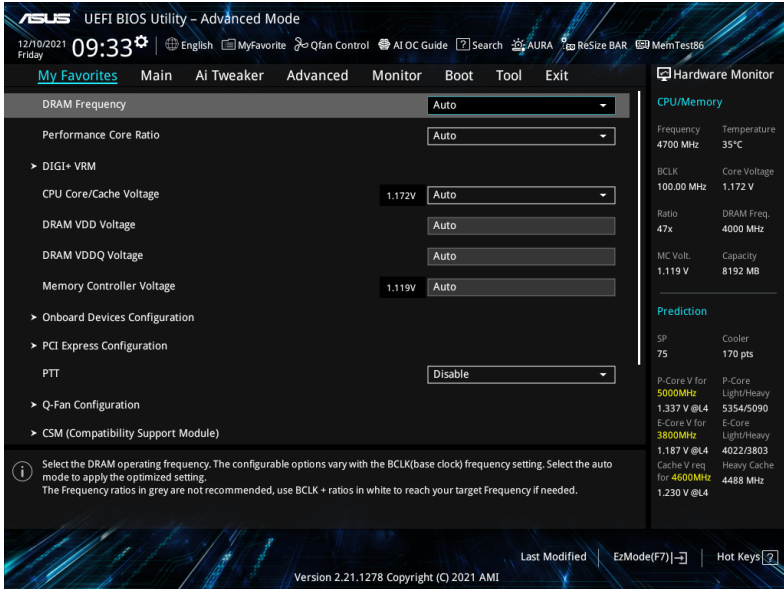 ASUS UEFI BIOS Utility – Advanced Mode
12/10/2021
Friday
09:33
English MyFavorite Qfan Control AI OC Guide ? Search AURA ReSize BAR MemTest86
My Favorites Main Ai Tweaker Advanced Monitor Boot Tool Exit
DRAM Frequency Auto
Performance Core Ratio Auto
> DIGI+ VRM
CPU Core/Cache Voltage 1.172V Auto
DRAM VDD Voltage Auto
DRAM VDDQ Voltage Auto
Memory Controller Voltage 1.119V Auto
> Onboard Devices Configuration
> PCI Express Configuration
PTT Disable
> Q-Fan Configuration
> CSM (Compatibility Support Module)
i Select the DRAM operating frequency. The configurable options vary with the BCLK(base clock) frequency setting. Select the auto
mode to apply the optimized setting.
The Frequency ratios in grey are not recommended, use BCLK + ratios in white to reach your target Frequency if needed.
Hardware Monitor
CPU/Memory
Frequency Temperature
4700 MHz 35°C
BCLK Core Voltage
100.00 MHz 1.172 V
Ratio DRAM Freq.
47x 4000 MHz
MC Volt. Capacity
1.119 V 8192 MB
Prediction
SP Cooler
75 170 pts
P-Core V for P-Core
5000MHz Light/Heavy
1.337 V @L4 5354/5090
E-Core V for E-Core
3800MHz Light/Heavy
1.187 V @L4 4022/3803
Cache V req Heavy Cache
for 4600MHz 4488 MHz
1.230 V @L4
Last Modified EzMode(F7) Hot Keys ?
Version 2.21.1278 Copyright (C) 2021 AMI